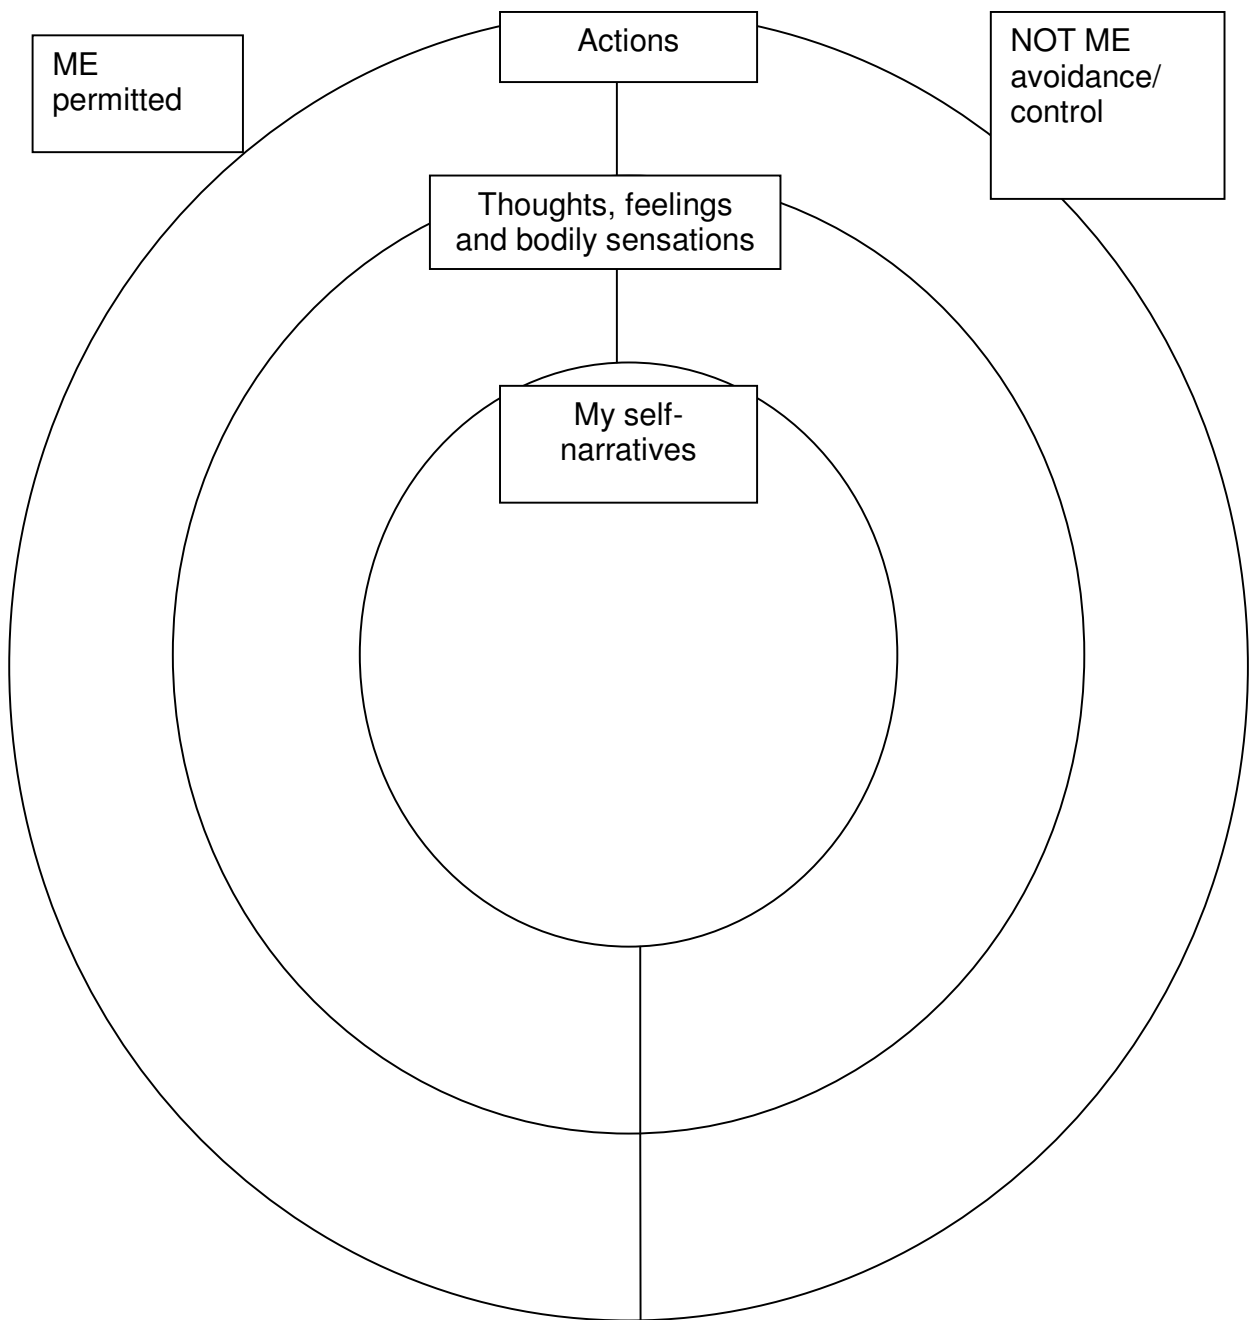 Actions
ME
permitted
NOT ME
avoidance/
control
Thoughts, feelings
and bodily sensations
My self-
narratives